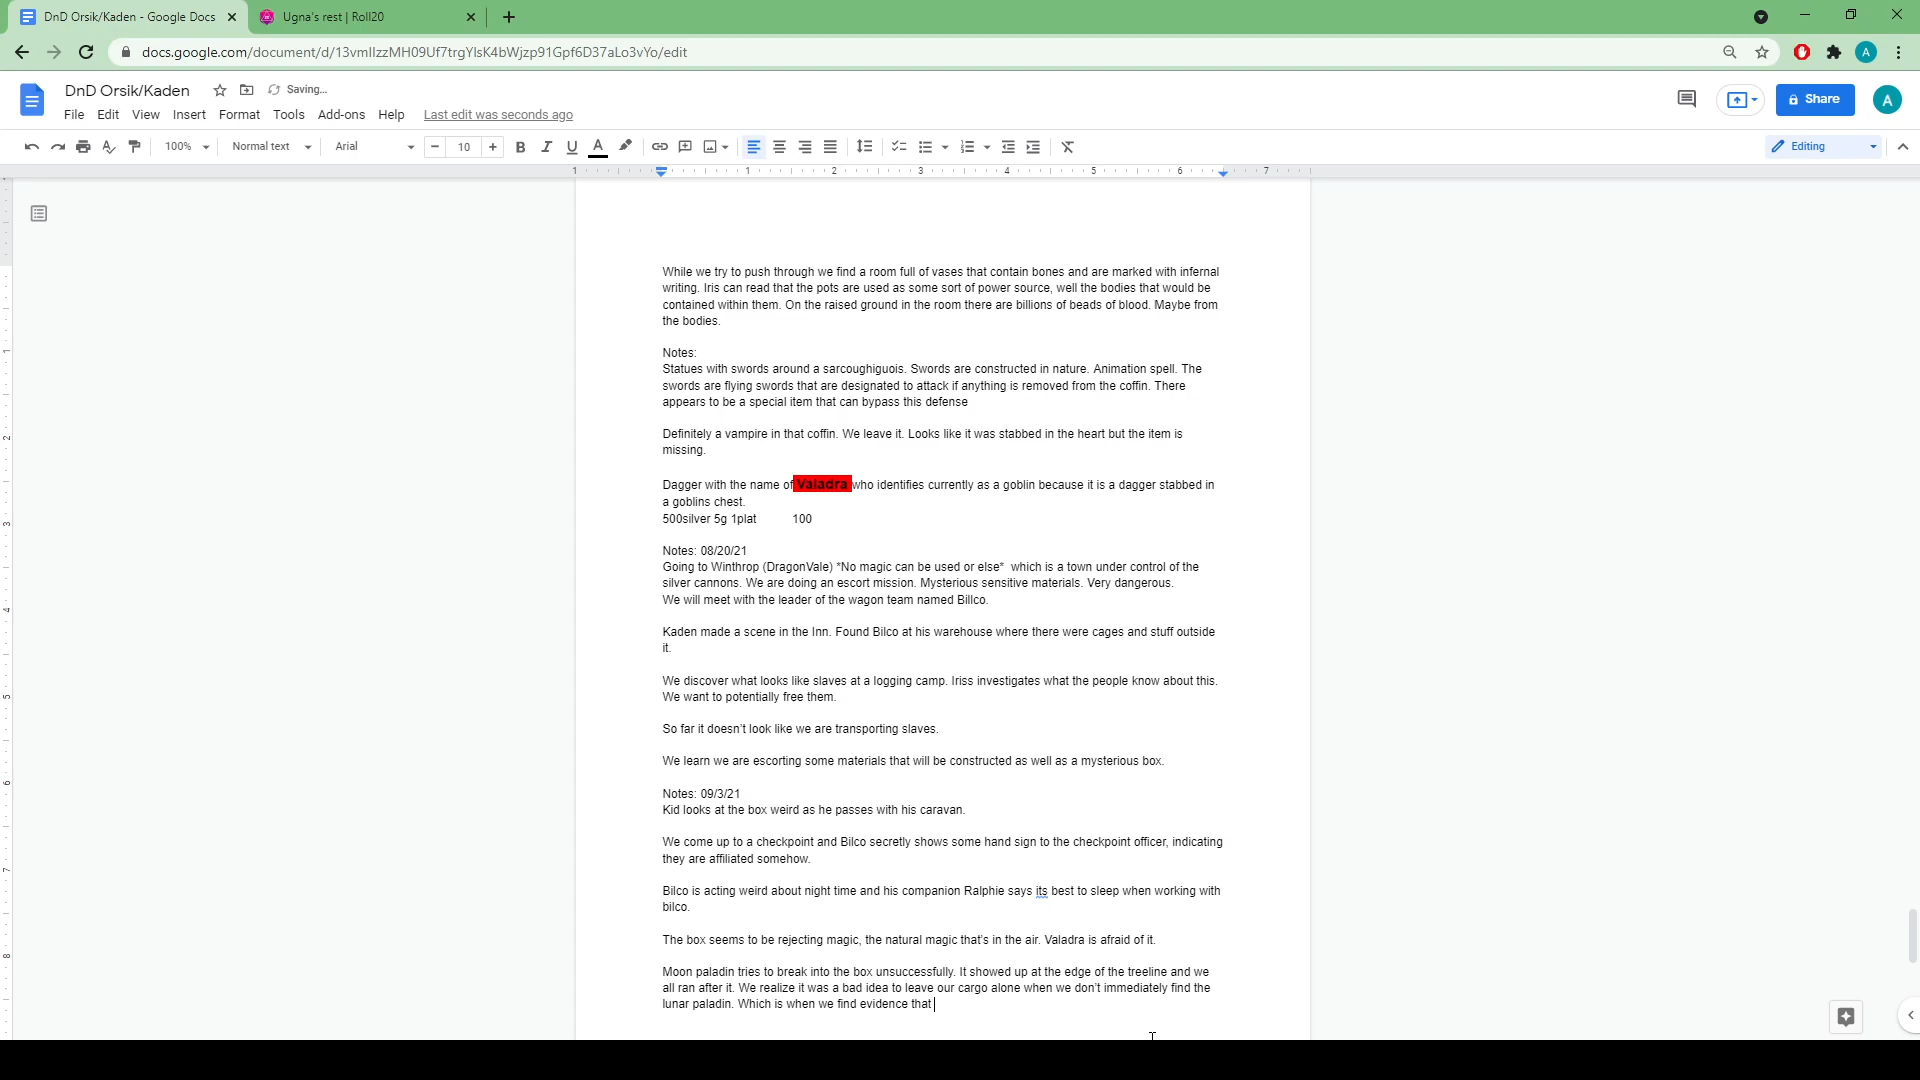 DnD Orsik/Kaden - Google Docs
Ugna's rest | Roll20
docs.google.com/document/d/13vmIlzzMH09Uf7trgYlsK4bWjzp91Gpf6D37aLo3vYo/edit
A
DnD Orsik/Kaden
Saving...
File Edit View Insert Format Tools Add-ons Help Last edit was seconds ago
Share
A
100% Normal text Arial 10 B I U A Editing
1 1 2 3 4 5 6 7
1
2
3
4
5
6
7
8
While we try to push through we find a room full of vases that contain bones and are marked with infernal
writing. Iris can read that the pots are used as some sort of power source, well the bodies that would be
contained within them. On the raised ground in the room there are billions of beads of blood. Maybe from
the bodies.
Notes:
Statues with swords around a sarcoughiguois. Swords are constructed in nature. Animation spell. The
swords are flying swords that are designated to attack if anything is removed from the coffin. There
appears to be a special item that can bypass this defense
Definitely a vampire in that coffin. We leave it. Looks like it was stabbed in the heart but the item is
missing.
Dagger with the name of Valadra who identifies currently as a goblin because it is a dagger stabbed in
a goblins chest.
500silver 5g 1plat 100
Notes: 08/20/21
Going to Winthrop (DragonVale) *No magic can be used or else* which is a town under control of the
silver cannons. We are doing an escort mission. Mysterious sensitive materials. Very dangerous.
We will meet with the leader of the wagon team named Billco.
Kaden made a scene in the Inn. Found Bilco at his warehouse where there were cages and stuff outside
it.
We discover what looks like slaves at a logging camp. Iriss investigates what the people know about this.
We want to potentially free them.
So far it doesn't look like we are transporting slaves.
We learn we are escorting some materials that will be constructed as well as a mysterious box.
Notes: 09/3/21
Kid looks at the box weird as he passes with his caravan.
We come up to a checkpoint and Bilco secretly shows some hand sign to the checkpoint officer, indicating
they are affiliated somehow.
Bilco is acting weird about night time and his companion Ralphie says its best to sleep when working with
bilco.
The box seems to be rejecting magic, the natural magic that's in the air. Valadra is afraid of it.
Moon paladin tries to break into the box unsuccessfully. It showed up at the edge of the treeline and we
all ran after it. We realize it was a bad idea to leave our cargo alone when we don't immediately find the
lunar paladin. Which is when we find evidence that